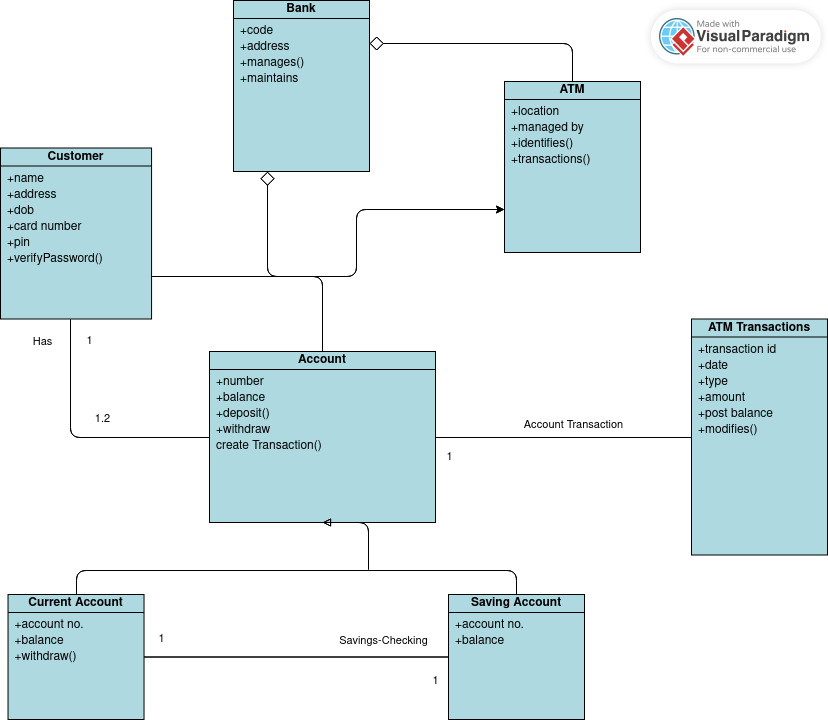 Bank
+code
+address
+manages()
+maintains
Made with
VisualParadigm
For non-commercial use
ATM
+location
+managed by
+identifies()
+transactions()
Customer
+name
+address
+dob
+card number
+pin
+verifyPassword()
Has
1
1.2
Account
+number
+balance
+deposit()
+withdraw
create Transaction()
Account Transaction
1
ATM Transactions
+transaction id
+date
+type
+amount
+post balance
+modifies()
Current Account
+account no.
+balance
+withdraw()
1
Savings-Checking
1
Saving Account
+account no.
+balance